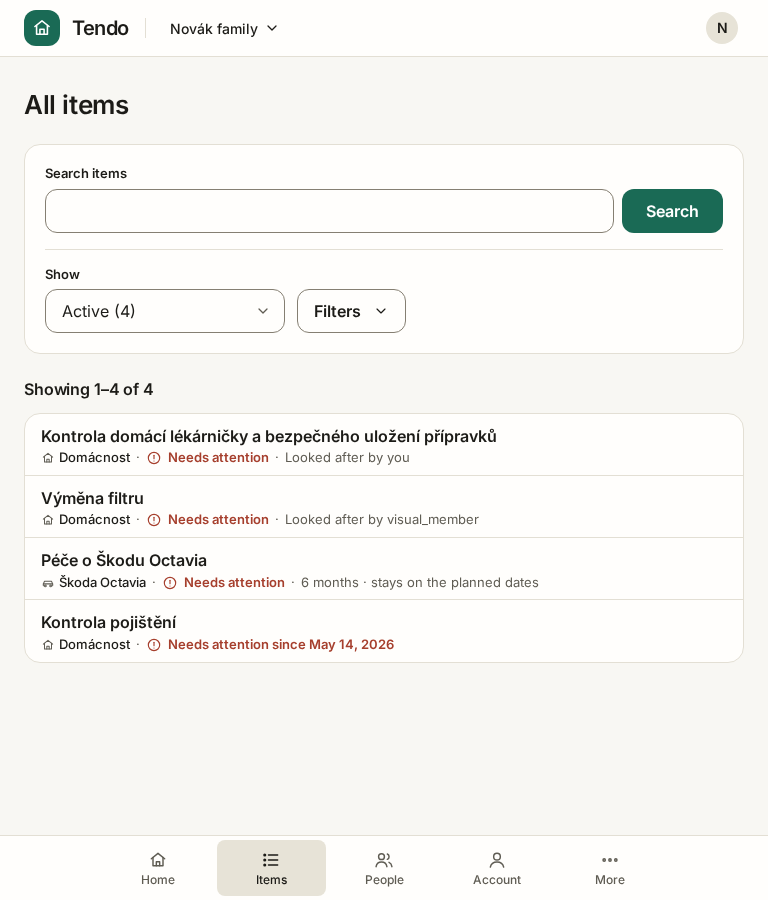 Tendo
Novák family
N
All items
Search items
Search
Show
Active (4)
Filters
Showing 1–4 of 4
Kontrola domácí lékárničky a bezpečného uložení přípravků
Domácnost · Needs attention · Looked after by you
Výměna filtru
Domácnost · Needs attention · Looked after by visual_member
Péče o Škodu Octavia
Škoda Octavia · Needs attention · 6 months · stays on the planned dates
Kontrola pojištění
Domácnost · Needs attention since May 14, 2026
Home
Items
People
Account
More